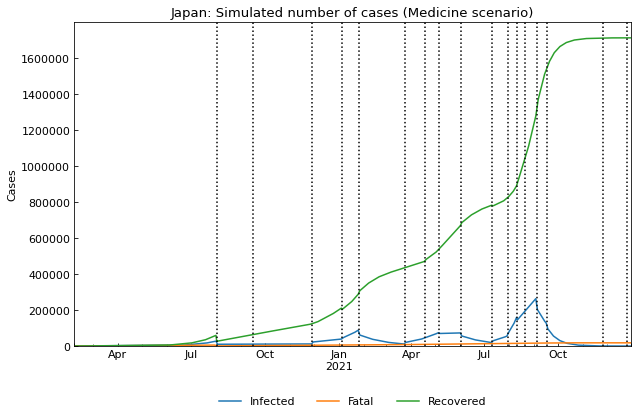 Japan: Simulated number of cases (Medicine scenario)
1600000
1400000
1200000
1000000
800000
600000
400000
200000
0
Cases
Apr Jul Oct Jan Apr Jul Oct
2021
Infected Fatal Recovered